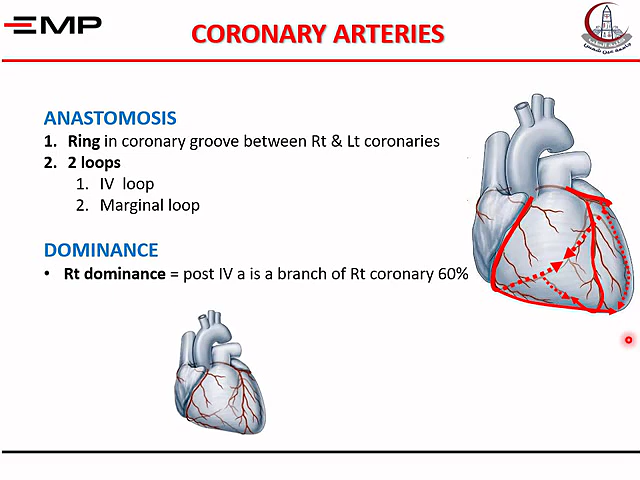 EMP
CORONARY ARTERIES
ANASTOMOSIS
1. Ring in coronary groove between Rt & Lt coronaries
2. 2 loops
1. IV loop
2. Marginal loop
DOMINANCE
• Rt dominance = post IV a is a branch of Rt coronary 60%